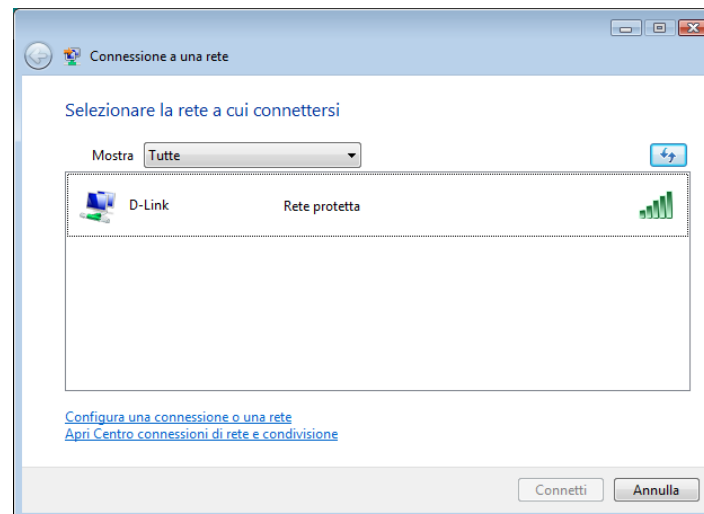 Connessione a una rete
Selezionare la rete a cui connettersi
Mostra Tutte
D-Link Rete protetta
Configura una connessione o una rete
Apri Centro connessioni di rete e condivisione
Connetti Annulla